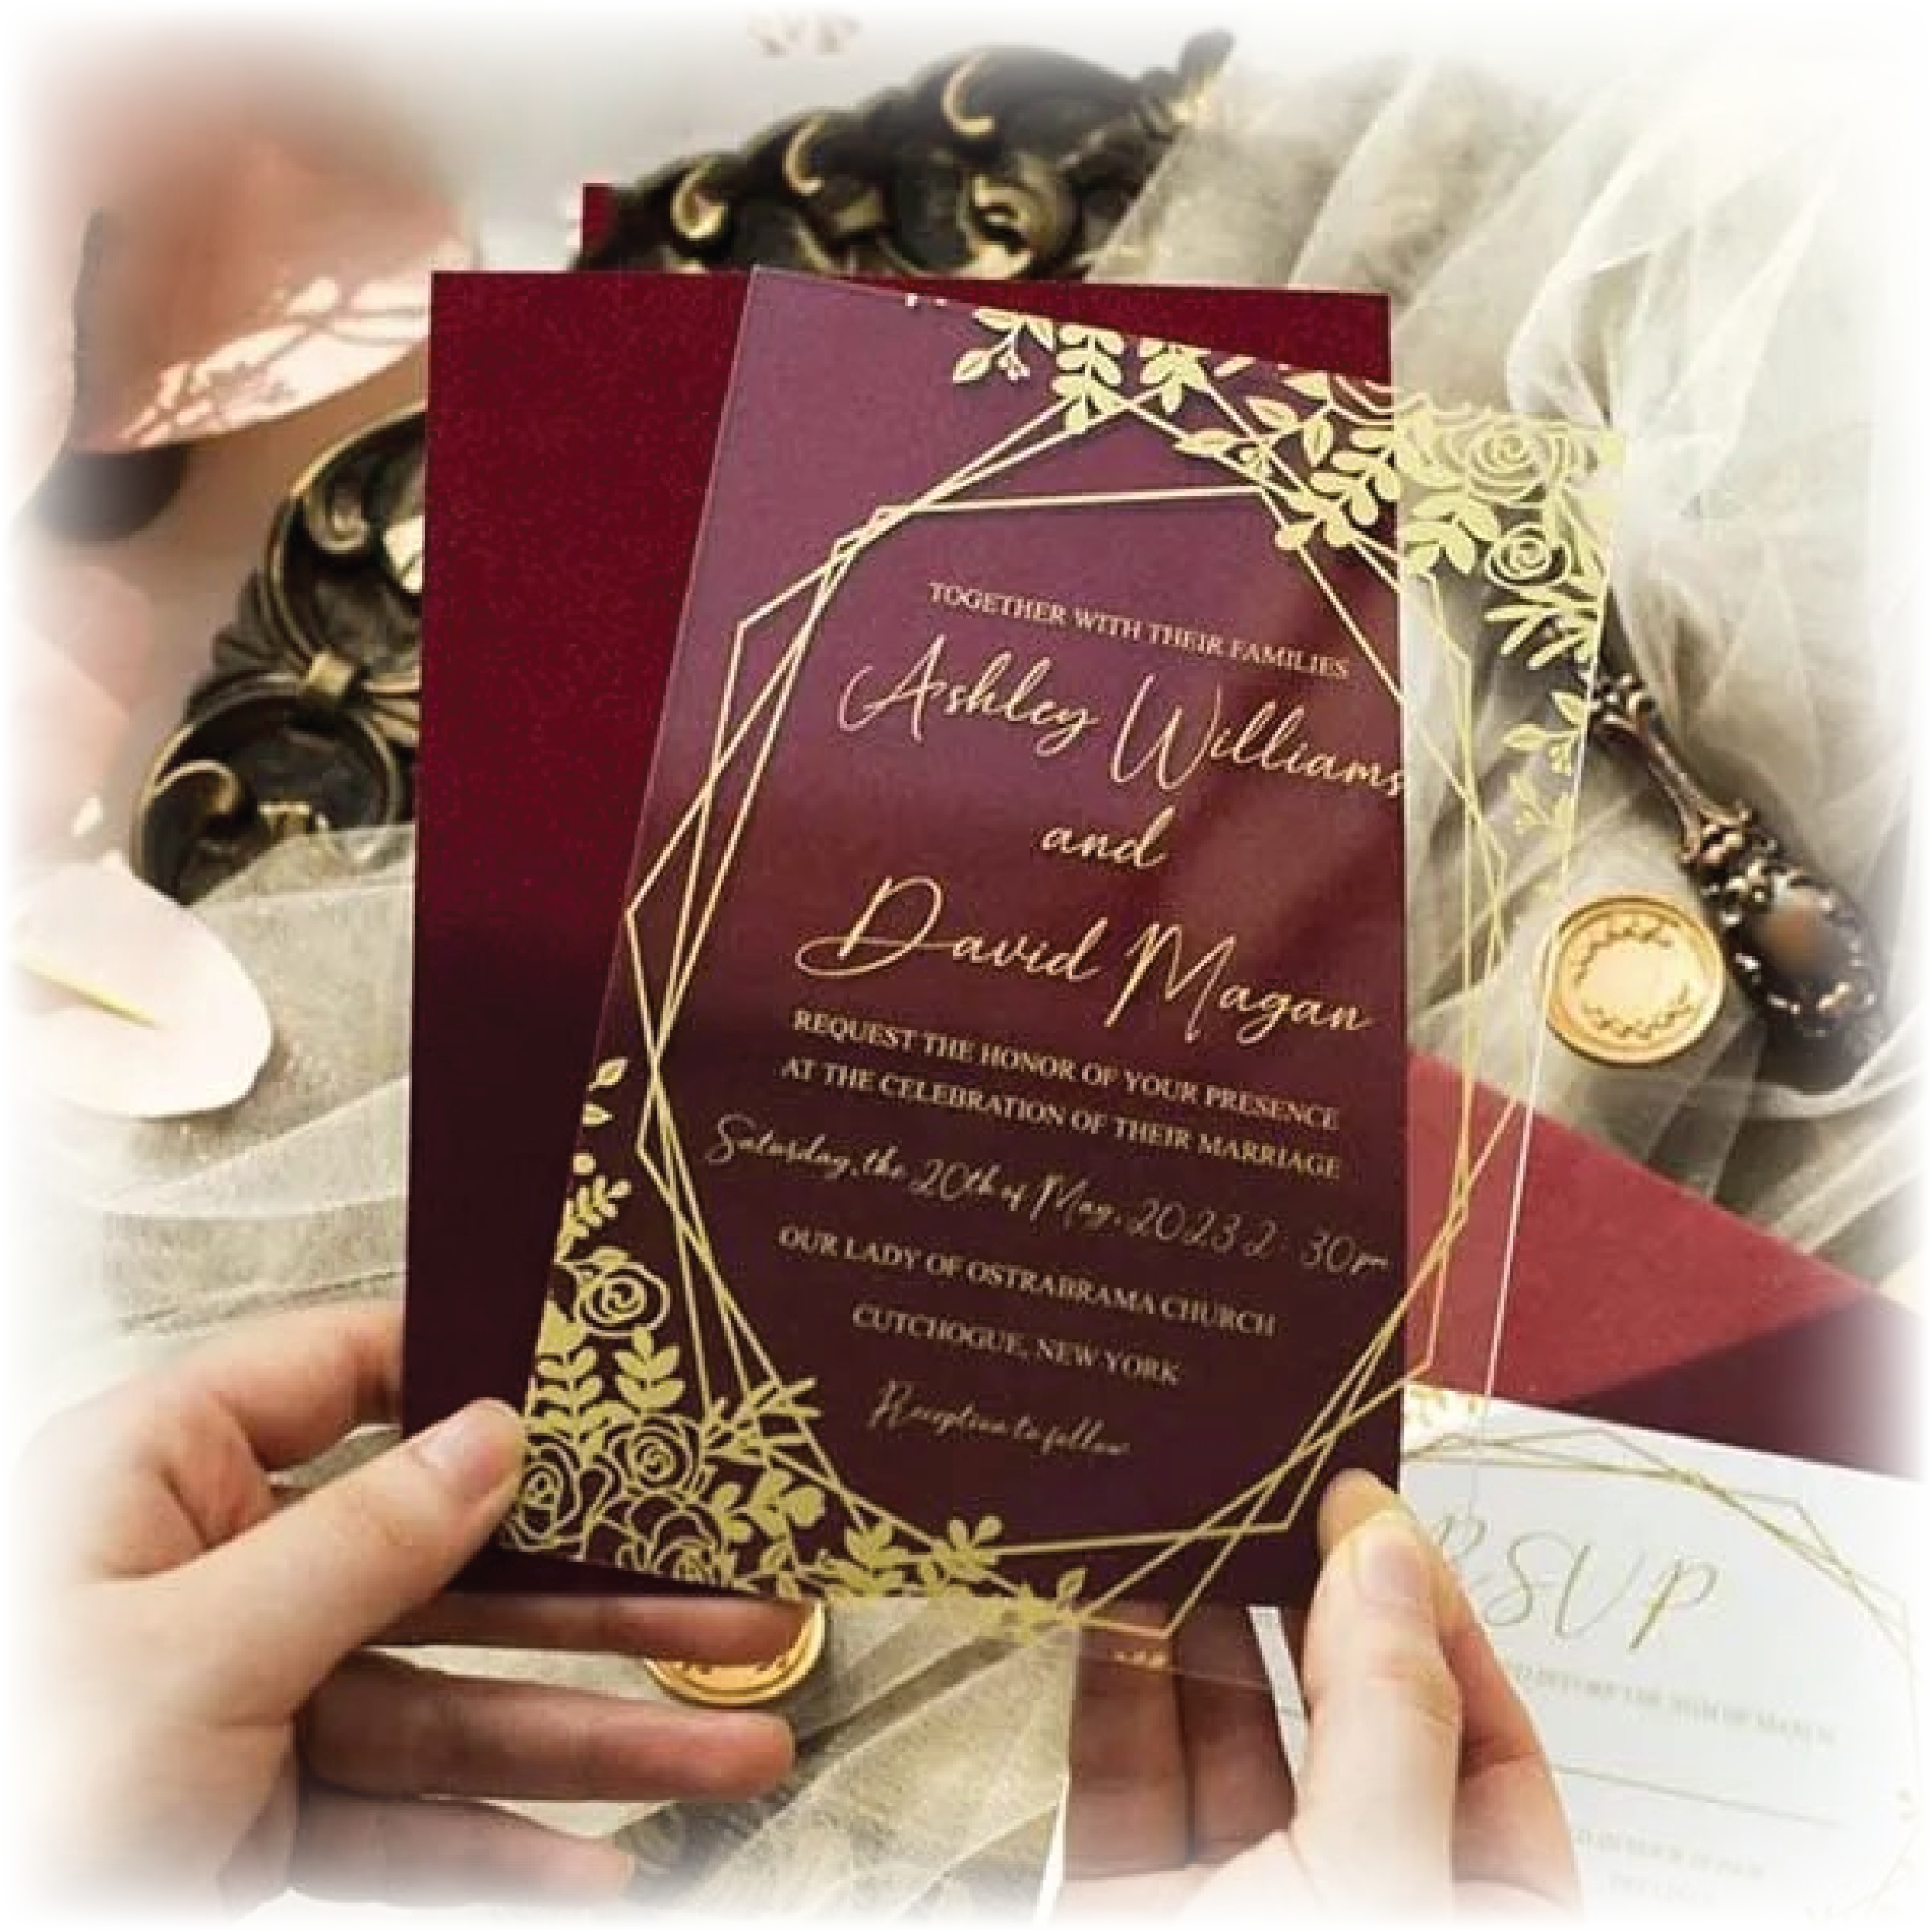 TOGETHER WITH THEIR FAMILIES
Ashley Williams
and
David Magan
REQUEST THE HONOR OF YOUR PRESENCE
AT THE CELEBRATION OF THEIR MARRIAGE
Saturday, the 20th of May, 2023 2:30pm
OUR LADY OF OSTRABRAMA CHURCH
CUTCHOGUE, NEW YORK
Reception to follow
RSVP